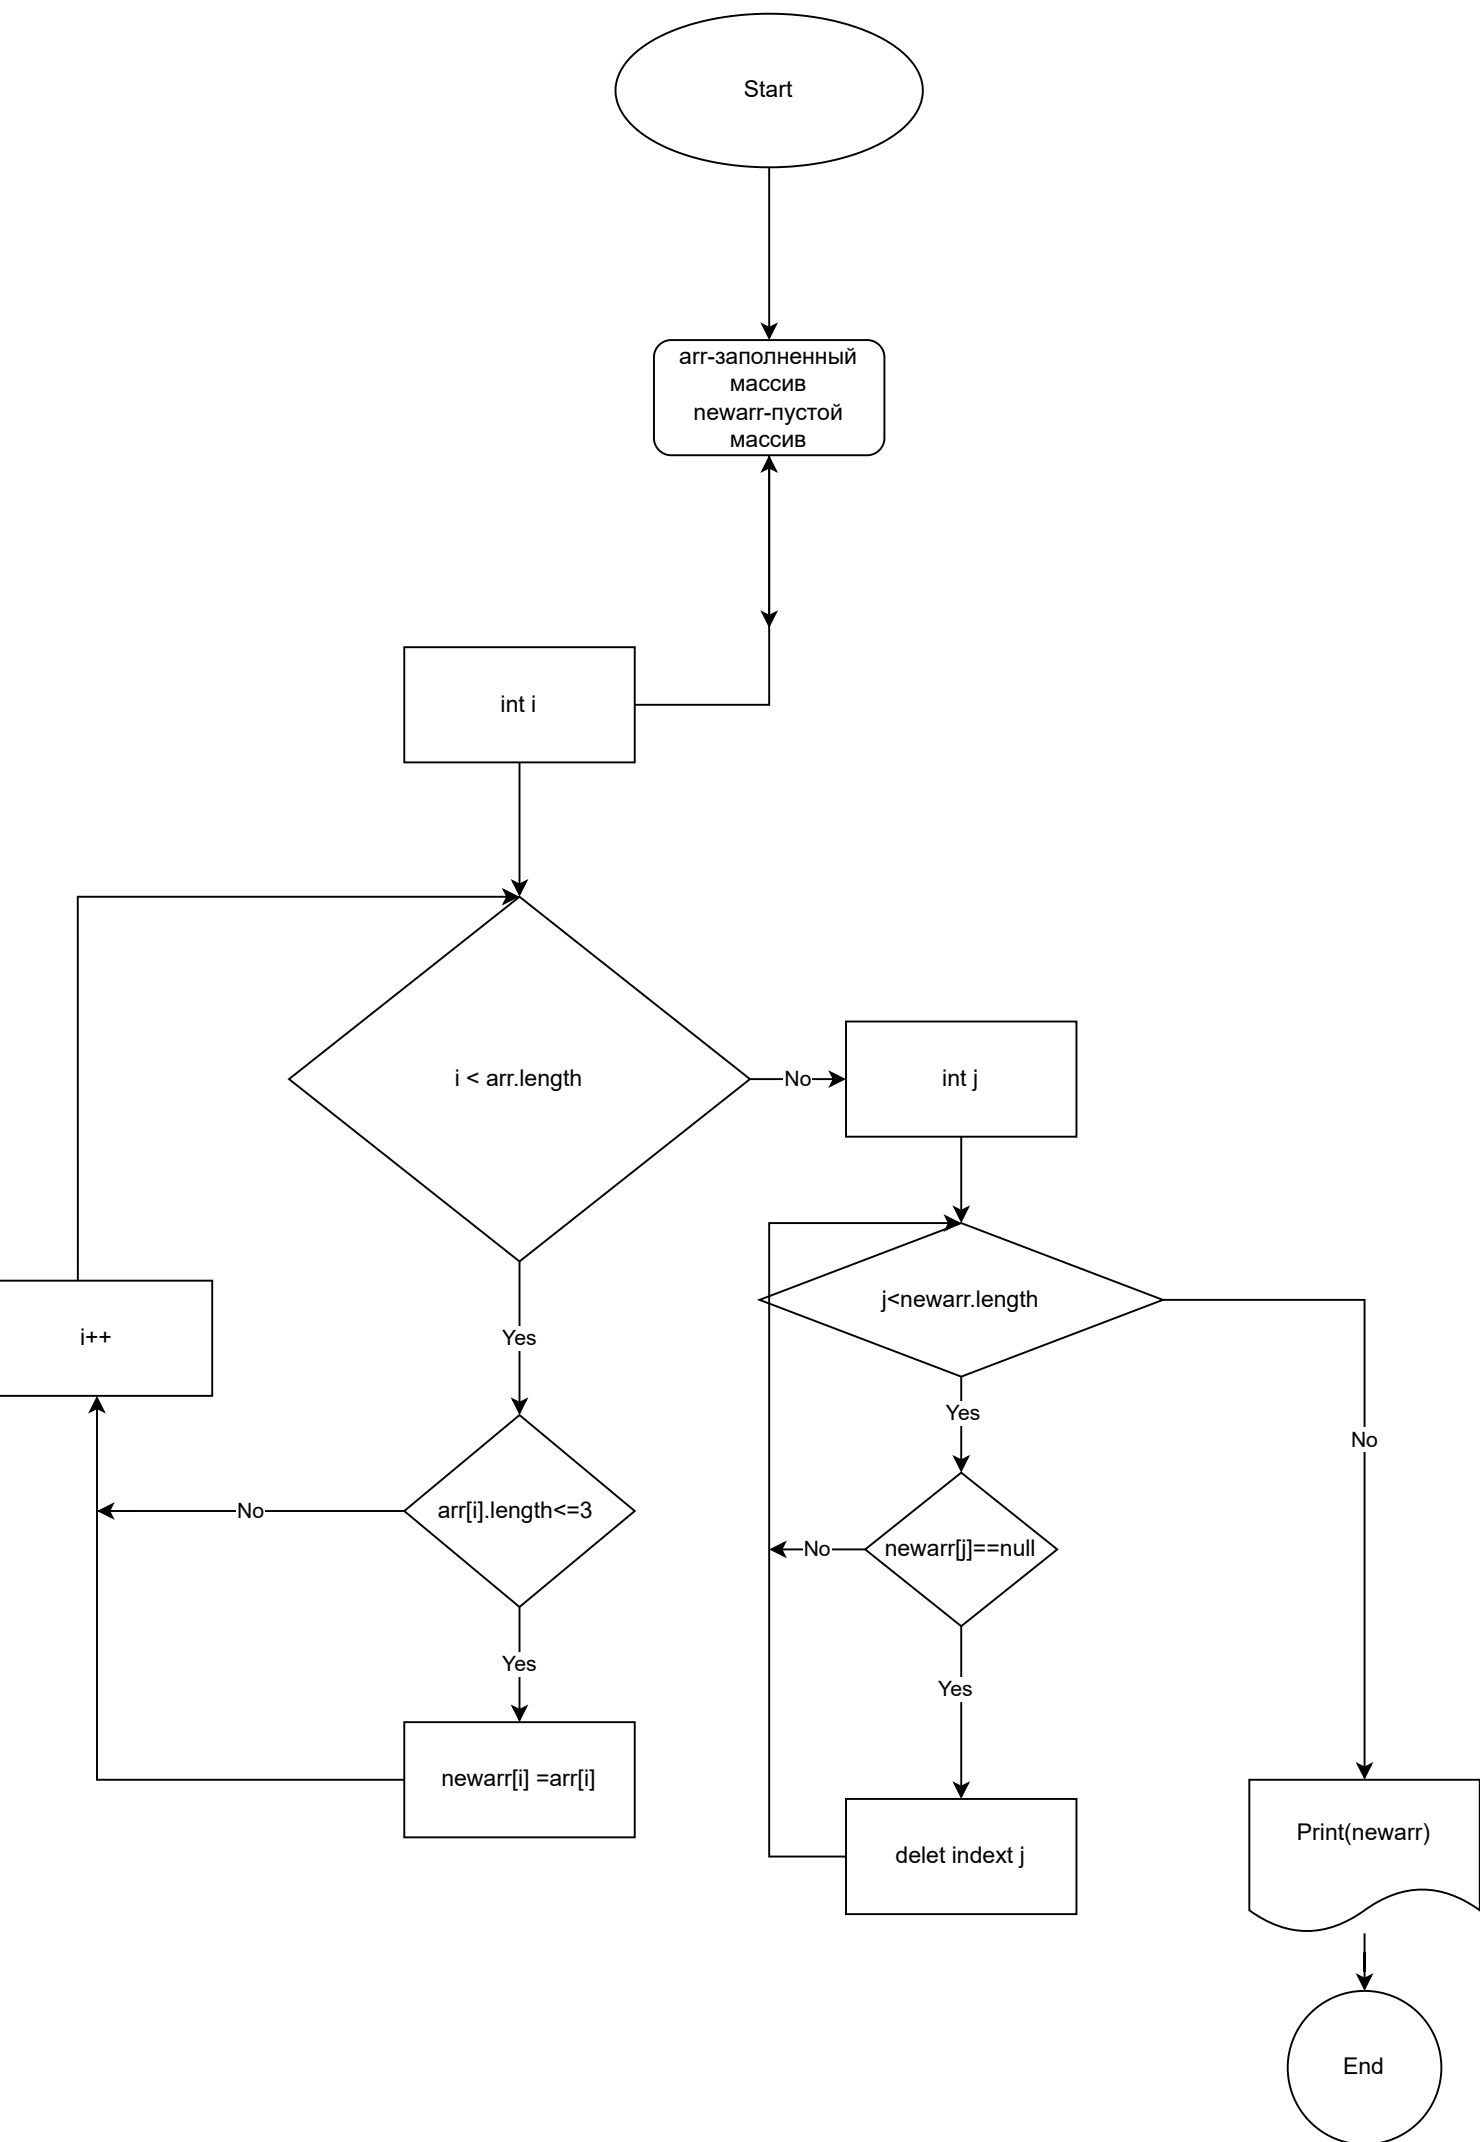 Start
arr-заполненный
массив
newarr-пустой
массив
int i
i < arr.length
No
int j
j<newarr.length
i++
Yes
Yes
No
arr[i].length<=3
No
newarr[j]==null
No
Yes
Yes
newarr[i] =arr[i]
delet indext j
Print(newarr)
End